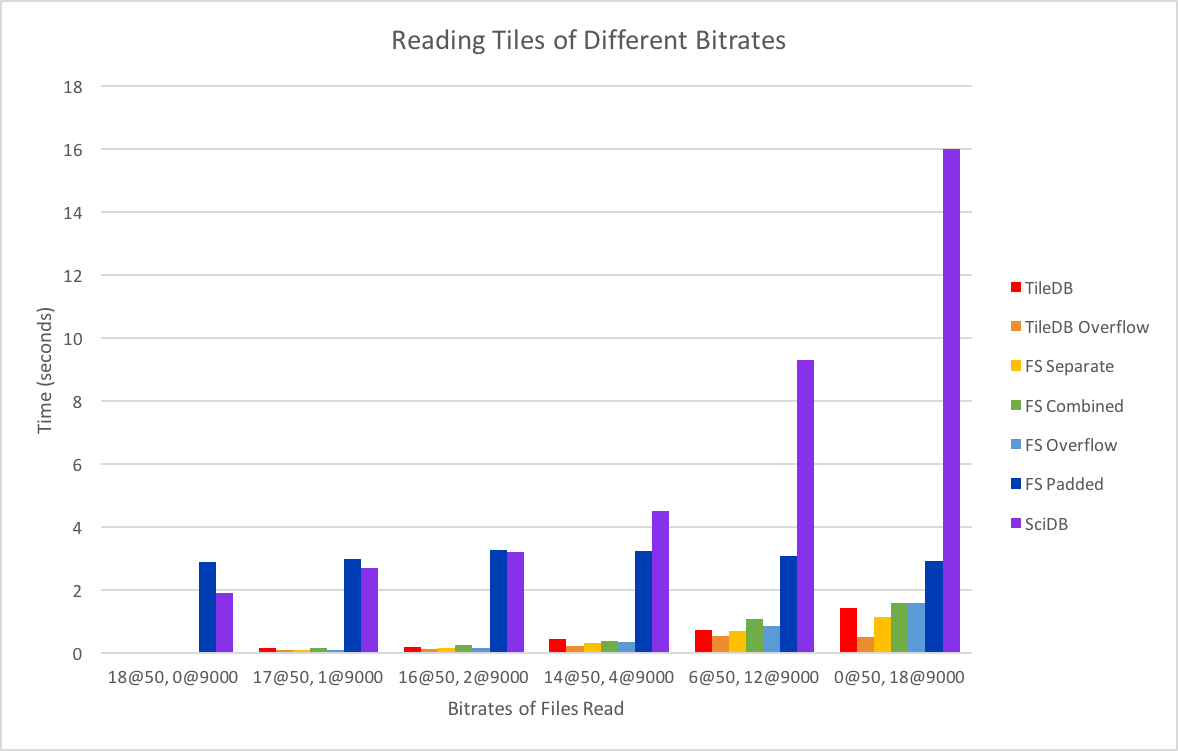 Reading Tiles of Different Bitrates
18
16
14
12
10
8
6
4
2
0
Time (seconds)
18@50, 0@9000
17@50, 1@9000
16@50, 2@9000
14@50, 4@9000
6@50, 12@9000
0@50, 18@9000
Bitrates of Files Read
TileDB
TileDB Overflow
FS Separate
FS Combined
FS Overflow
FS Padded
SciDB